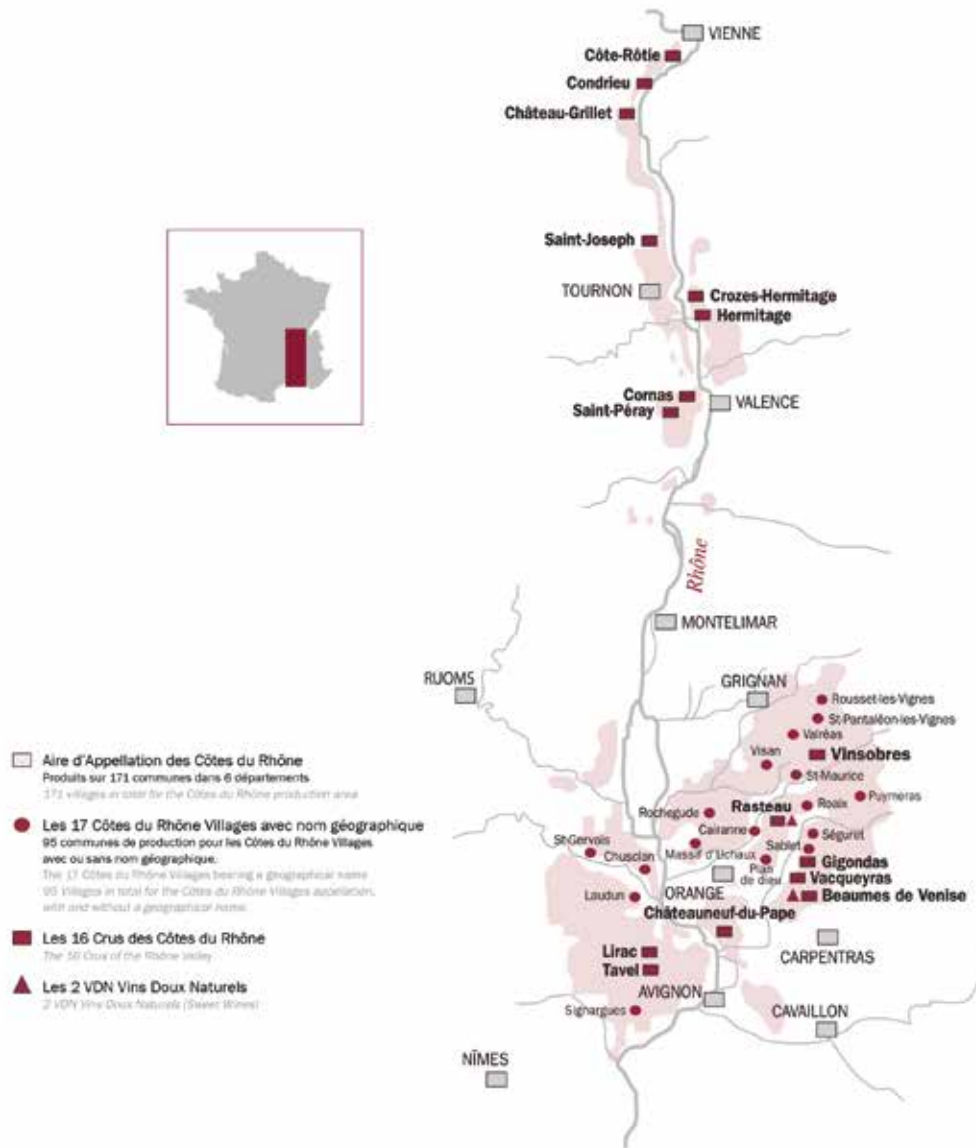 VIENNE
Côte-Rôtie
Condrieu
Château-Grillet
Saint-Joseph
TOURNON
Crozes-Hermitage
Hermitage
Cornas
Saint-Péray
VALENCE
Rhône
MONTELIMAR
RUOMS
GRIGNAN
Rousset-les-Vignes
St-Pantaléon-les-Vignes
Valréas
Visan
Vinsobres
St-Maurice
Puymeras
Rochegude
Rasteau
Roaix
Cairanne
Séguret
St-Gervais
Massif d'Uchaux
Sablet
Chusclan
Plan
de dieu
Gigondas
ORANGE
Vacqueyras
Laudun
Beaumes de Venise
Châteauneuf-du-Pape
Lirac
Tavel
CARPENTRAS
AVIGNON
Signargues
CAVAILLON
NÎMES
Aire d'Appellation des Côtes du Rhône
Produits sur 171 communes dans 6 départements
171 villages in total for the Côtes du Rhône production area
Les 17 Côtes du Rhône Villages avec nom géographique
95 communes de production pour les Côtes du Rhône Villages
avec ou sans nom géographique.
The 17 Côtes du Rhône Villages bearing a geographical name
95 Villages in total for the Côtes du Rhône Villages appellation,
with and without a geographical name.
Les 16 Crus des Côtes du Rhône
The 16 Crus of the Rhône Valley
Les 2 VDN Vins Doux Naturels
2 VDN Vins Doux Naturels (Sweet Wines)